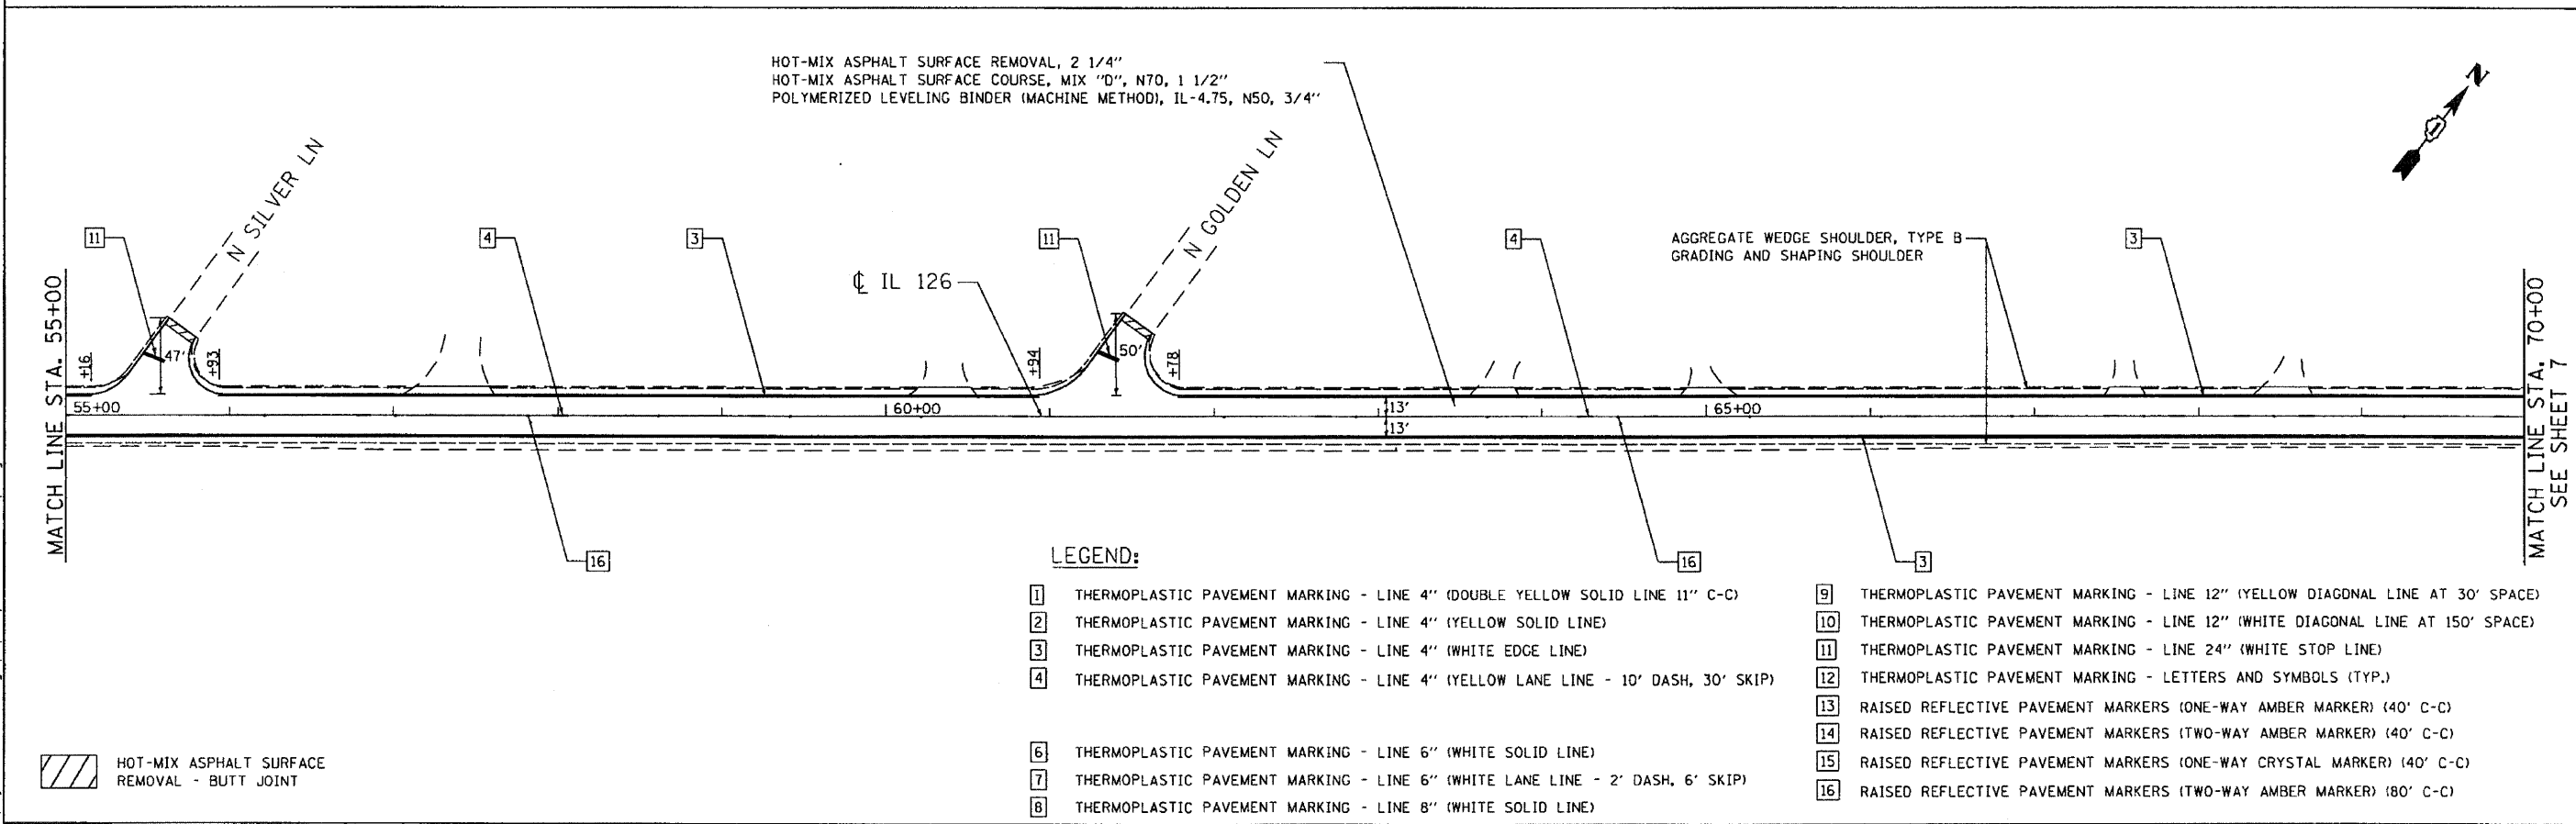 HOT-MIX ASPHALT SURFACE REMOVAL, 2 1/4"
HOT-MIX ASPHALT SURFACE COURSE, MIX "D", N70, 1 1/2"
POLYMERIZED LEVELING BINDER (MACHINE METHOD), IL-4.75, N50, 3/4"
N
N SILVER LN
N GOLDEN LN
11
4
3
11
4
AGGREGATE WEDGE SHOULDER, TYPE B
GRADING AND SHAPING SHOULDER
3
℄ IL 126
MATCH LINE STA. 55+00
+16
47'
+93
+94
50'
+78
55+00
60+00
13'
13'
65+00
MATCH LINE STA. 70+00
SEE SHEET 7
16
16
3
LEGEND:
1 THERMOPLASTIC PAVEMENT MARKING - LINE 4" (DOUBLE YELLOW SOLID LINE 11" C-C)
2 THERMOPLASTIC PAVEMENT MARKING - LINE 4" (YELLOW SOLID LINE)
3 THERMOPLASTIC PAVEMENT MARKING - LINE 4" (WHITE EDGE LINE)
4 THERMOPLASTIC PAVEMENT MARKING - LINE 4" (YELLOW LANE LINE - 10' DASH, 30' SKIP)
6 THERMOPLASTIC PAVEMENT MARKING - LINE 6" (WHITE SOLID LINE)
7 THERMOPLASTIC PAVEMENT MARKING - LINE 6" (WHITE LANE LINE - 2' DASH, 6' SKIP)
8 THERMOPLASTIC PAVEMENT MARKING - LINE 8" (WHITE SOLID LINE)
9 THERMOPLASTIC PAVEMENT MARKING - LINE 12" (YELLOW DIAGONAL LINE AT 30' SPACE)
10 THERMOPLASTIC PAVEMENT MARKING - LINE 12" (WHITE DIAGONAL LINE AT 150' SPACE)
11 THERMOPLASTIC PAVEMENT MARKING - LINE 24" (WHITE STOP LINE)
12 THERMOPLASTIC PAVEMENT MARKING - LETTERS AND SYMBOLS (TYP.)
13 RAISED REFLECTIVE PAVEMENT MARKERS (ONE-WAY AMBER MARKER) (40' C-C)
14 RAISED REFLECTIVE PAVEMENT MARKERS (TWO-WAY AMBER MARKER) (40' C-C)
15 RAISED REFLECTIVE PAVEMENT MARKERS (ONE-WAY CRYSTAL MARKER) (40' C-C)
16 RAISED REFLECTIVE PAVEMENT MARKERS (TWO-WAY AMBER MARKER) (80' C-C)
HOT-MIX ASPHALT SURFACE
REMOVAL - BUTT JOINT